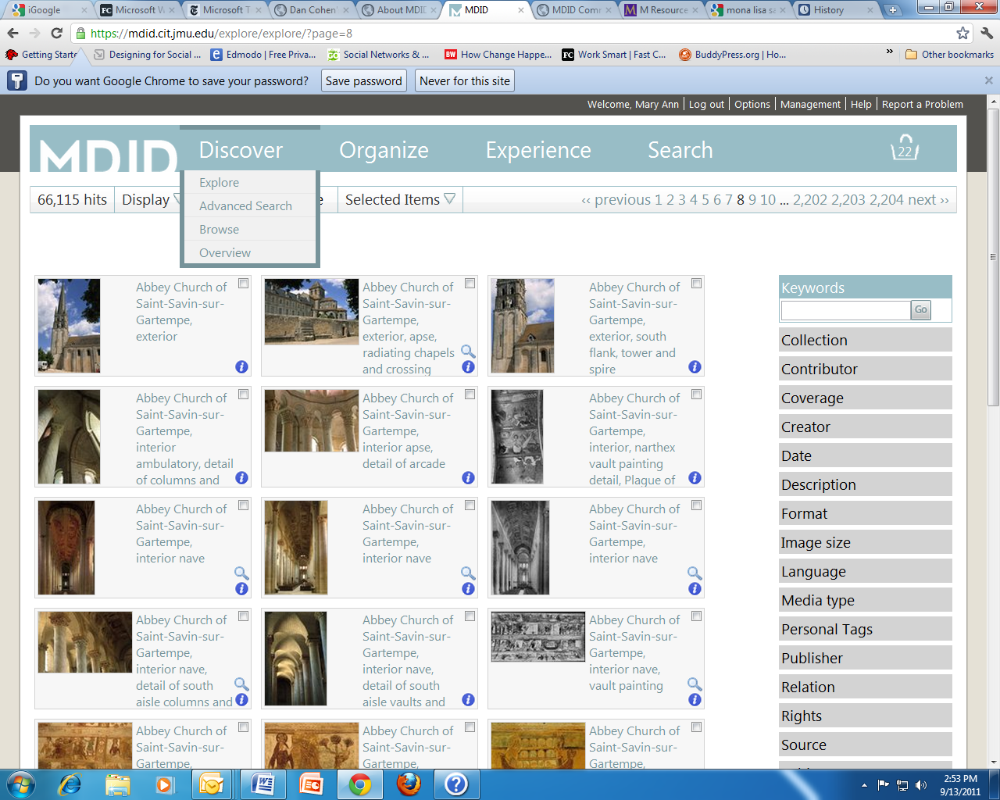 iGoogle
Microsoft W
Microsoft T
Dan Cohen'
About MDID
MDID
MDID Com
M Resource
mona lisa sa
History
https://mdid.cit.jmu.edu/explore/explore/?page=8
Getting Starte
Designing for Social ...
Edmodo | Free Priva...
Social Networks & ...
How Change Happe...
Work Smart | Fast C...
BuddyPress.org | Ho...
»
Other bookmarks
Do you want Google Chrome to save your password?
Save password
Never for this site
Welcome, Mary Ann | Log out | Options | Management | Help | Report a Problem
MDID
Discover
Organize
Experience
Search
22
Explore
Advanced Search
Browse
Overview
66,115 hits
Display
e
Selected Items
‹‹ previous 1 2 3 4 5 6 7 8 9 10 ... 2,202 2,203 2,204 next ››
Abbey Church of
Saint-Savin-sur-
Gartempe,
exterior
Abbey Church of
Saint-Savin-sur-
Gartempe,
exterior, apse,
radiating chapels
and crossing
Abbey Church of
Saint-Savin-sur-
Gartempe,
exterior, south
flank, tower and
spire
Abbey Church of
Saint-Savin-sur-
Gartempe,
interior
ambulatory, detail
of columns and
Abbey Church of
Saint-Savin-sur-
Gartempe,
interior apse,
detail of arcade
Abbey Church of
Saint-Savin-sur-
Gartempe,
interior, narthex
vault painting
detail, Plague of
Abbey Church of
Saint-Savin-sur-
Gartempe,
interior nave
Abbey Church of
Saint-Savin-sur-
Gartempe,
interior nave
Abbey Church of
Saint-Savin-sur-
Gartempe,
interior nave
Abbey Church of
Saint-Savin-sur-
Gartempe,
interior nave,
detail of south
aisle columns and
Abbey Church of
Saint-Savin-sur-
Gartempe,
interior nave,
detail of south
aisle vaults and
Abbey Church of
Saint-Savin-sur-
Gartempe,
interior nave,
vault painting
Abbey Church of
Saint-Savin-sur-
Gartempe,
Abbey Church of
Saint-Savin-sur-
Gartempe,
Abbey Church of
Saint-Savin-sur-
Gartempe,
Keywords
Go
Collection
Contributor
Coverage
Creator
Date
Description
Format
Image size
Language
Media type
Personal Tags
Publisher
Relation
Rights
Source
2:53 PM
9/13/2011